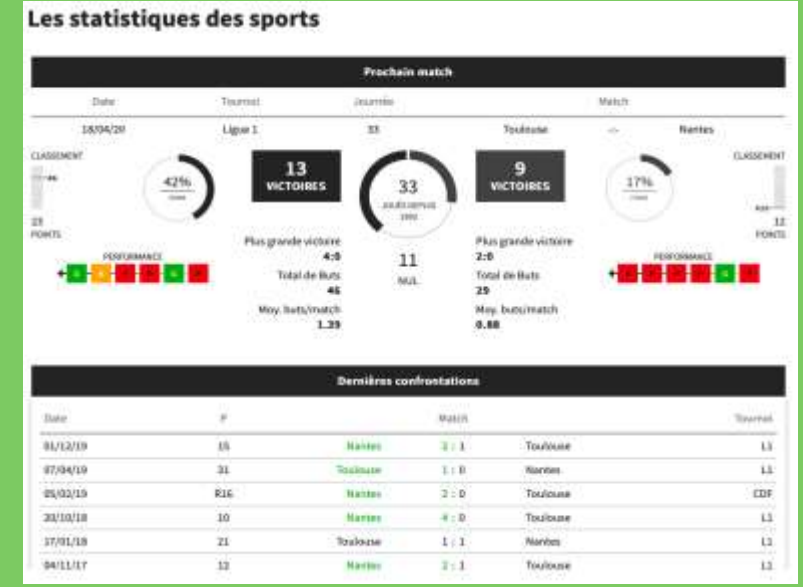 Les statistiques des sports
Prochain match
Date Tournoi Journée Match
18/04/20 Ligue 1 33 Toulouse -:- Nantes
CLASSEMENT 13 VICTOIRES 9 VICTOIRES CLASSEMENT
42% 33 17%
JOUÉS DEPUIS
POINTS 12 POINTS
PERFORMANCE Plus grande victoire Plus grande victoire PERFORMANCE
4:0 11 2:0
Total de Buts NUL Total de Buts
46 29
Moy. buts/match Moy. buts/match
1.39 0.88
Dernières confrontations
Date P Match Tournoi
01/12/19 15 Nantes 2 : 1 Toulouse L1
07/04/19 31 Toulouse 1 : 0 Nantes L1
05/02/19 R16 Nantes 2 : 0 Toulouse CDF
20/10/18 10 Nantes 4 : 0 Toulouse L1
17/01/18 21 Toulouse 1 : 1 Nantes L1
04/11/17 12 Nantes 2 : 1 Toulouse L1